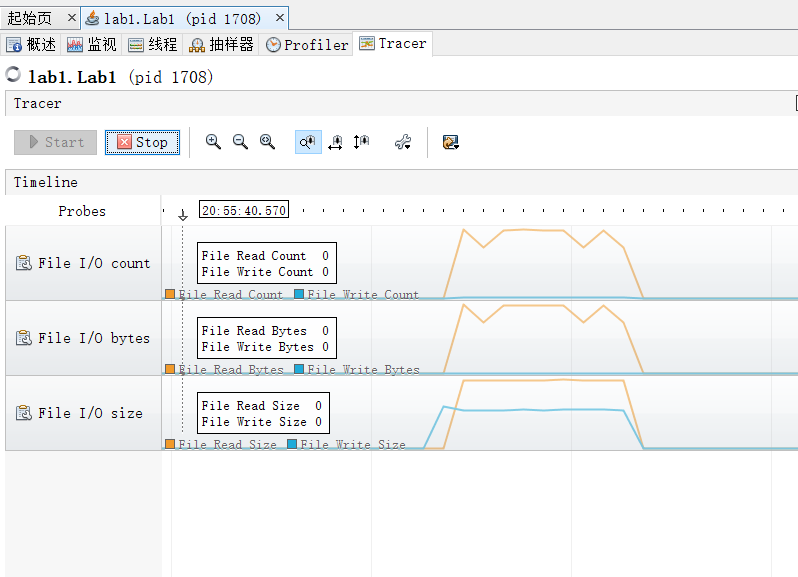 起始页 × lab1.Lab1 (pid 1708) ×
概述 监视 线程 抽样器 Profiler Tracer
lab1.Lab1 (pid 1708)
Tracer
Start Stop
Timeline
Probes 20:55:40.570
File I/O count
File Read Count 0
File Write Count 0
File Read Count File Write Count
File I/O bytes
File Read Bytes 0
File Write Bytes 0
File Read Bytes File Write Bytes
File I/O size
File Read Size 0
File Write Size 0
File Read Size File Write Size